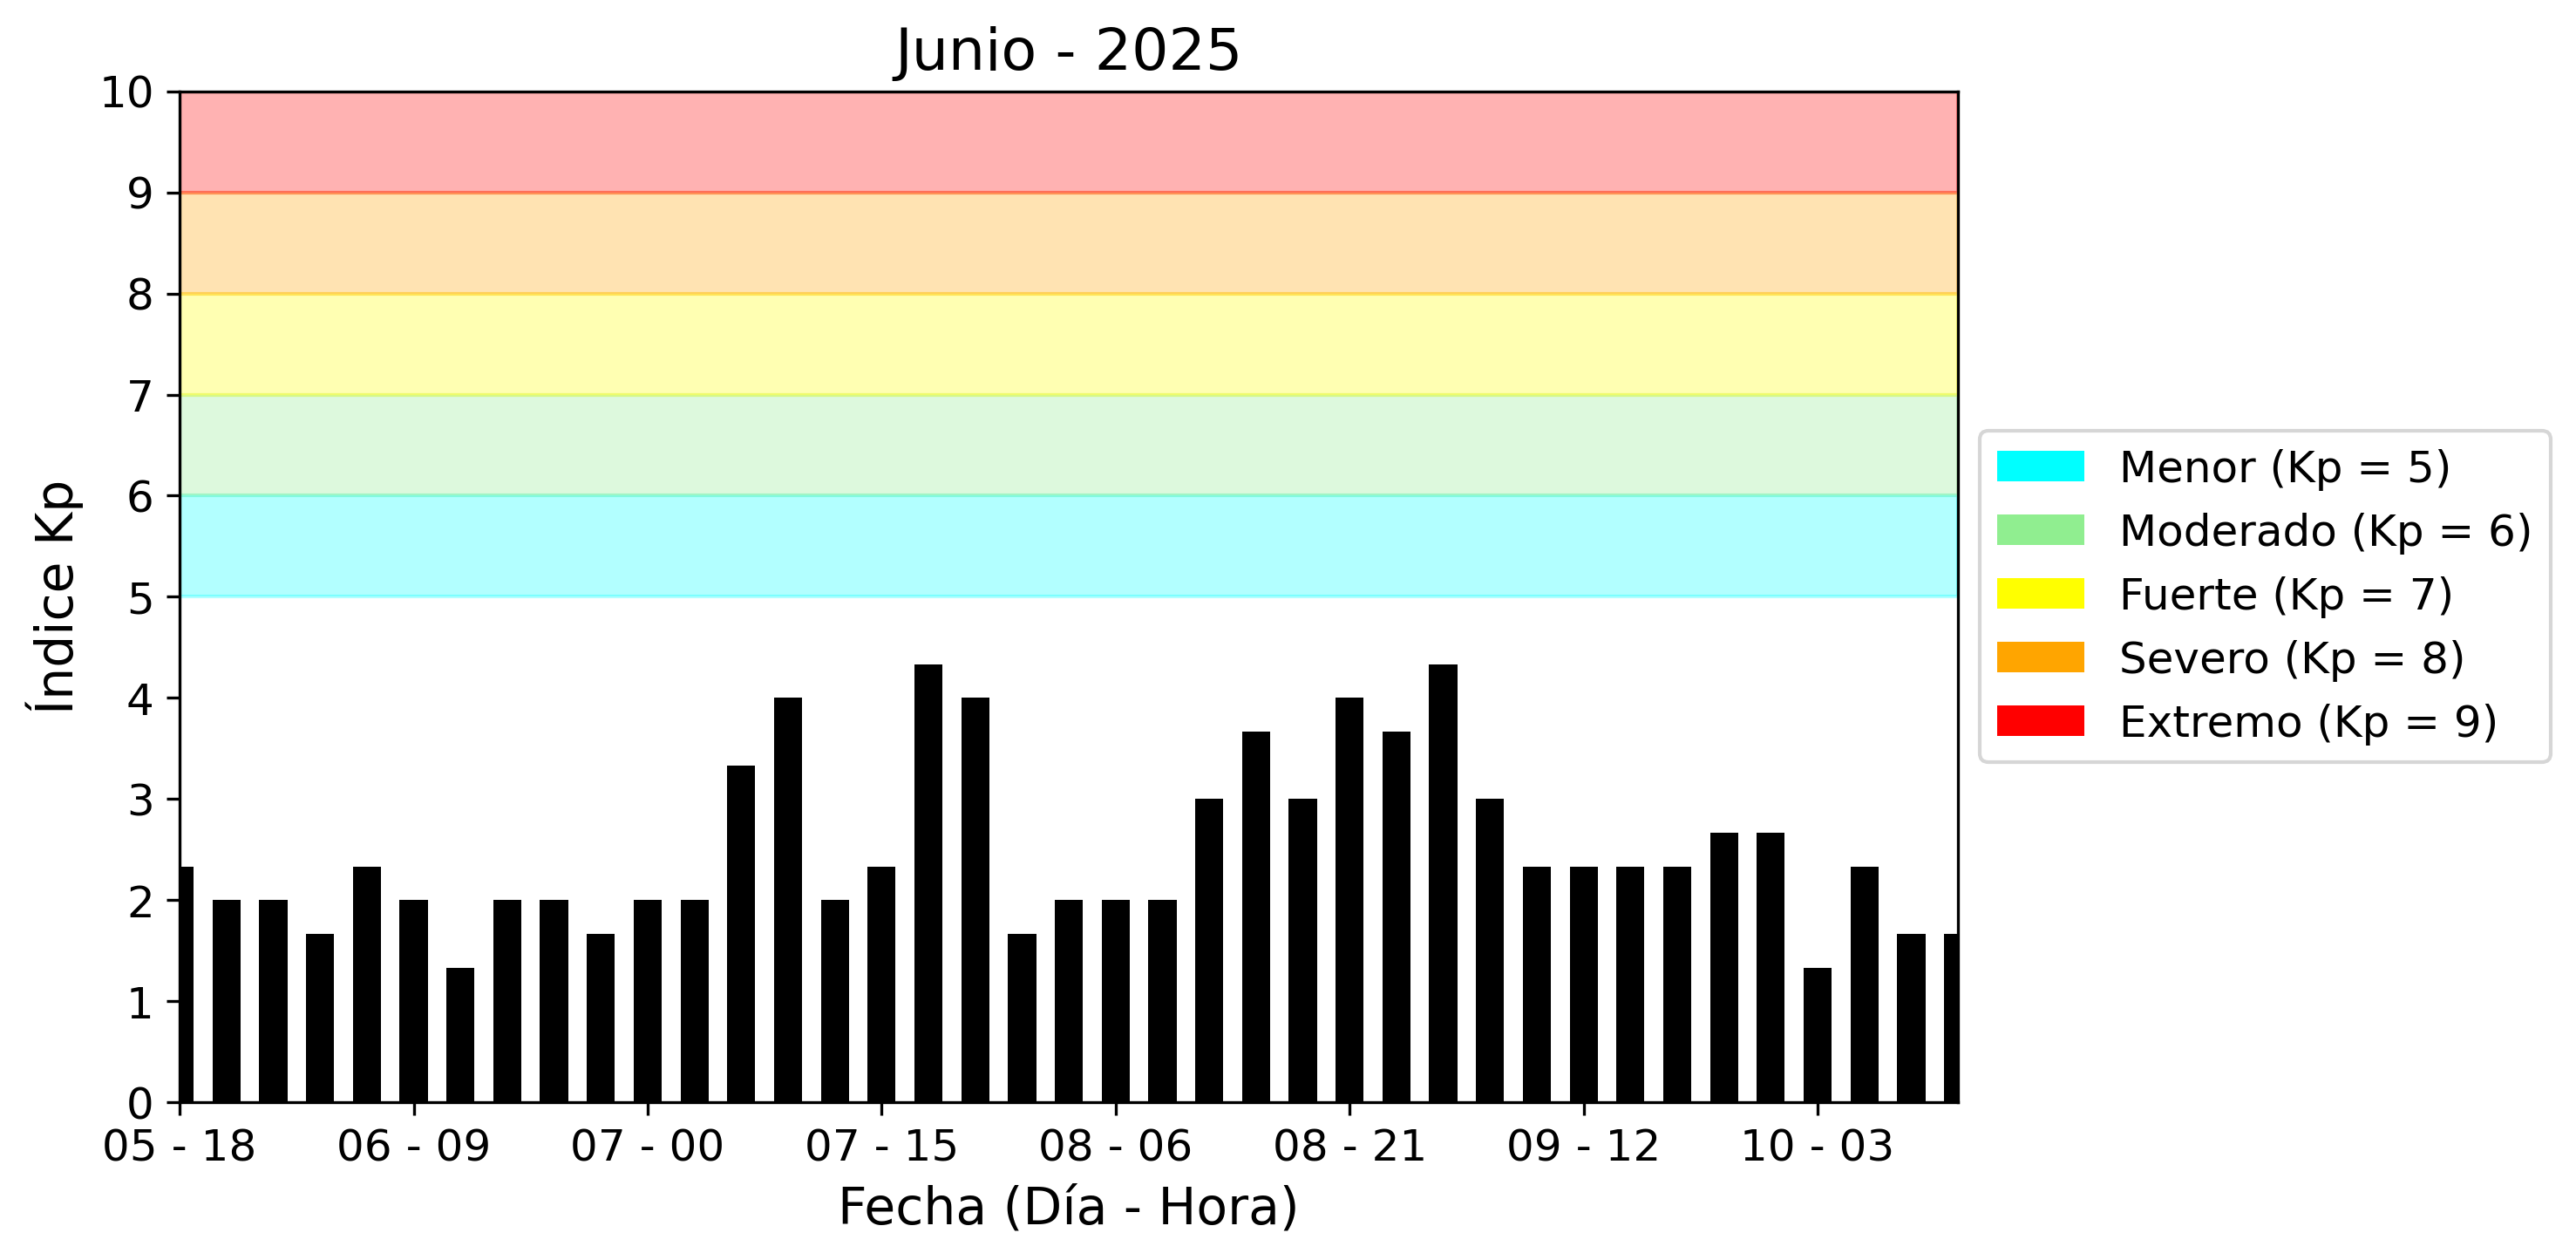 Junio - 2025
10
9
8
7
6
5
4
3
2
1
0
Índice Kp
05 - 18 06 - 09 07 - 00 07 - 15 08 - 06 08 - 21 09 - 12 10 - 03
Fecha (Día - Hora)
Menor (Kp = 5)
Moderado (Kp = 6)
Fuerte (Kp = 7)
Severo (Kp = 8)
Extremo (Kp = 9)